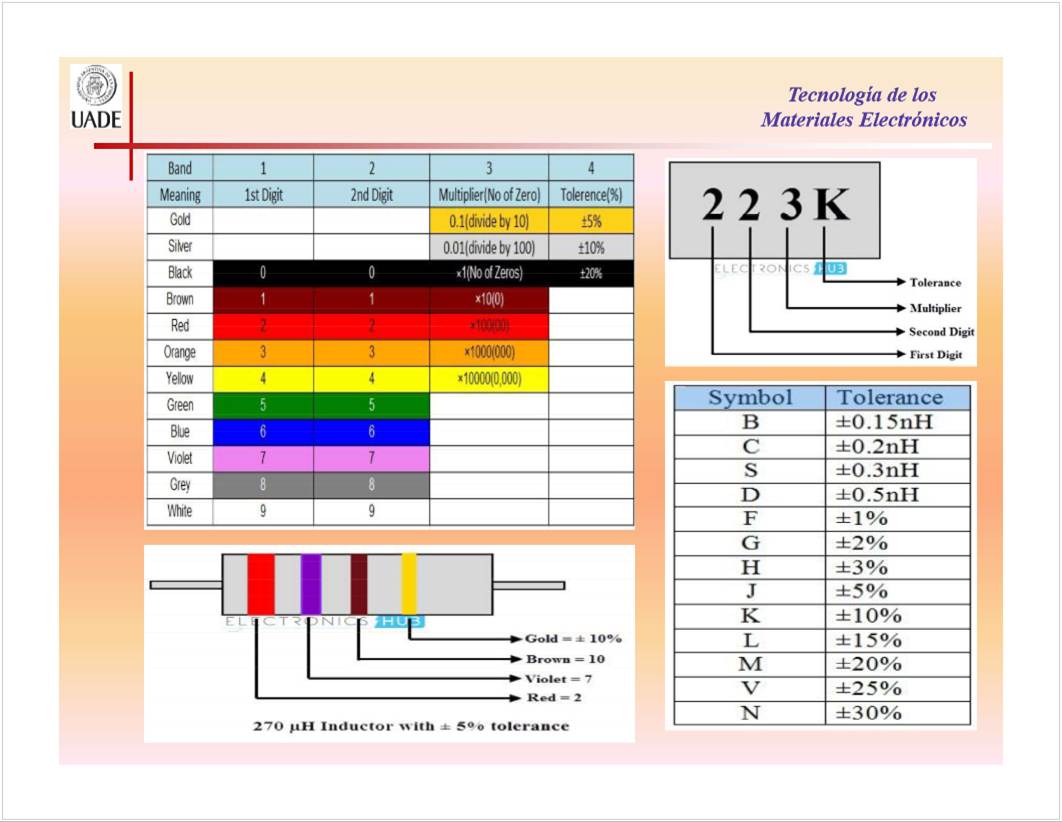 UADE
Tecnología de los
Materiales Electrónicos
Band 1 2 3 4
Meaning 1st Digit 2nd Digit Multiplier(No of Zero) Tolerence(%)
Gold 0.1(divide by 10) ±5%
Silver 0.01(divide by 100) ±10%
Black 0 0 ×1(No of Zeros) ±20%
Brown 1 1 ×10(0)
Red 2 2 ×100(00)
Orange 3 3 ×1000(000)
Yellow 4 4 ×10000(0,000)
Green 5 5
Blue 6 6
Violet 7 7
Grey 8 8
White 9 9
ELECTRONICS HUB
Gold = ± 10%
Brown = 10
Violet = 7
Red = 2
270 µH Inductor with ± 5% tolerance
2 2 3 K
ELECTRONICS HUB
Tolerance
Multiplier
Second Digit
First Digit
Symbol Tolerance
B ±0.15nH
C ±0.2nH
S ±0.3nH
D ±0.5nH
F ±1%
G ±2%
H ±3%
J ±5%
K ±10%
L ±15%
M ±20%
V ±25%
N ±30%